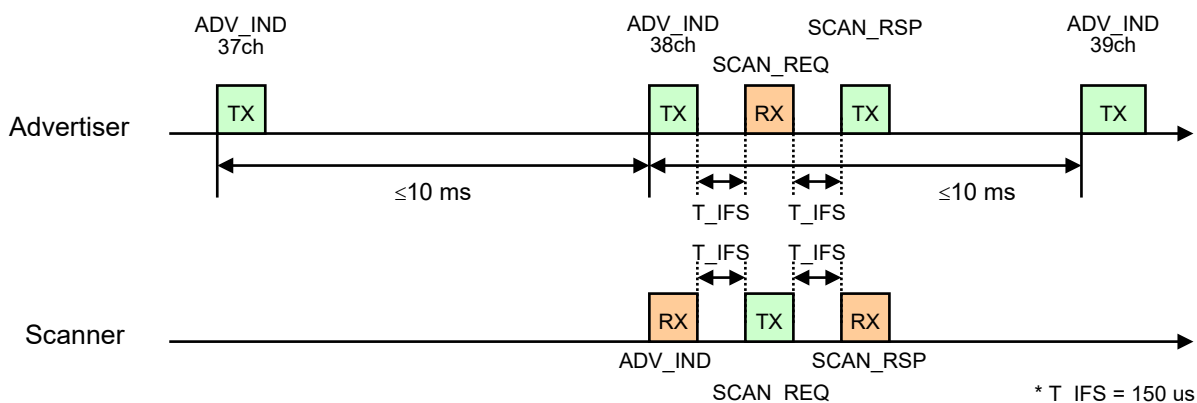 ADV_IND
37ch
ADV_IND
38ch
SCAN_RSP
ADV_IND
39ch
SCAN_REQ
Advertiser
TX
TX
RX
TX
TX
≤10 ms
≤10 ms
T_IFS
T_IFS
T_IFS
T_IFS
Scanner
RX
TX
RX
ADV_IND
SCAN_RSP
SCAN_REQ
* T_IFS = 150 us